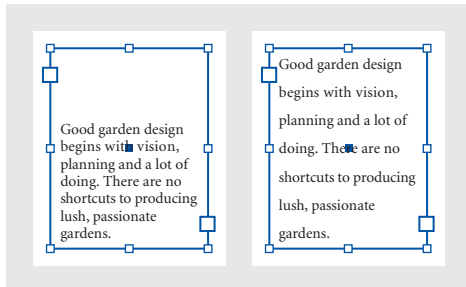 Good garden design
begins with vision,
planning and a lot of
doing. There are no
shortcuts to producing
lush, passionate
gardens.
Good garden design
begins with vision,
planning and a lot of
doing. There are no
shortcuts to producing
lush, passionate
gardens.